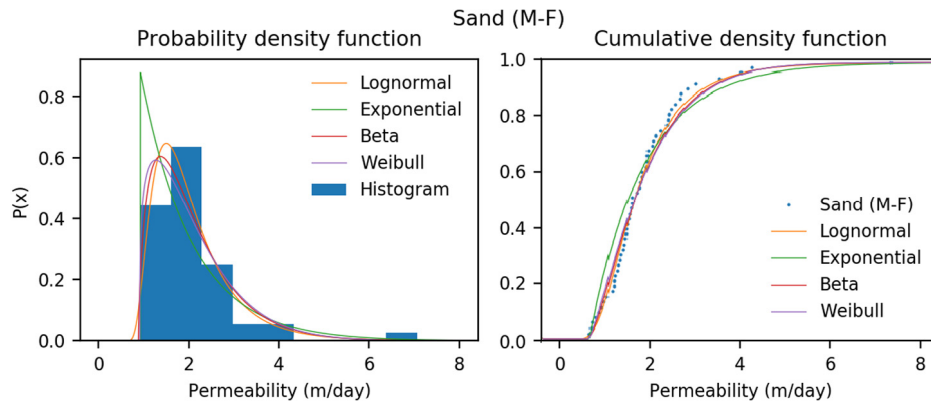 Sand (M-F)
Probability density function
Cumulative density function
P(x)
0.8
0.6
0.4
0.2
0.0
Lognormal
Exponential
Beta
Weibull
Histogram
0 2 4 6 8
Permeability (m/day)
1.0
0.8
0.6
0.4
0.2
0.0
Sand (M-F)
Lognormal
Exponential
Beta
Weibull
0 2 4 6 8
Permeability (m/day)